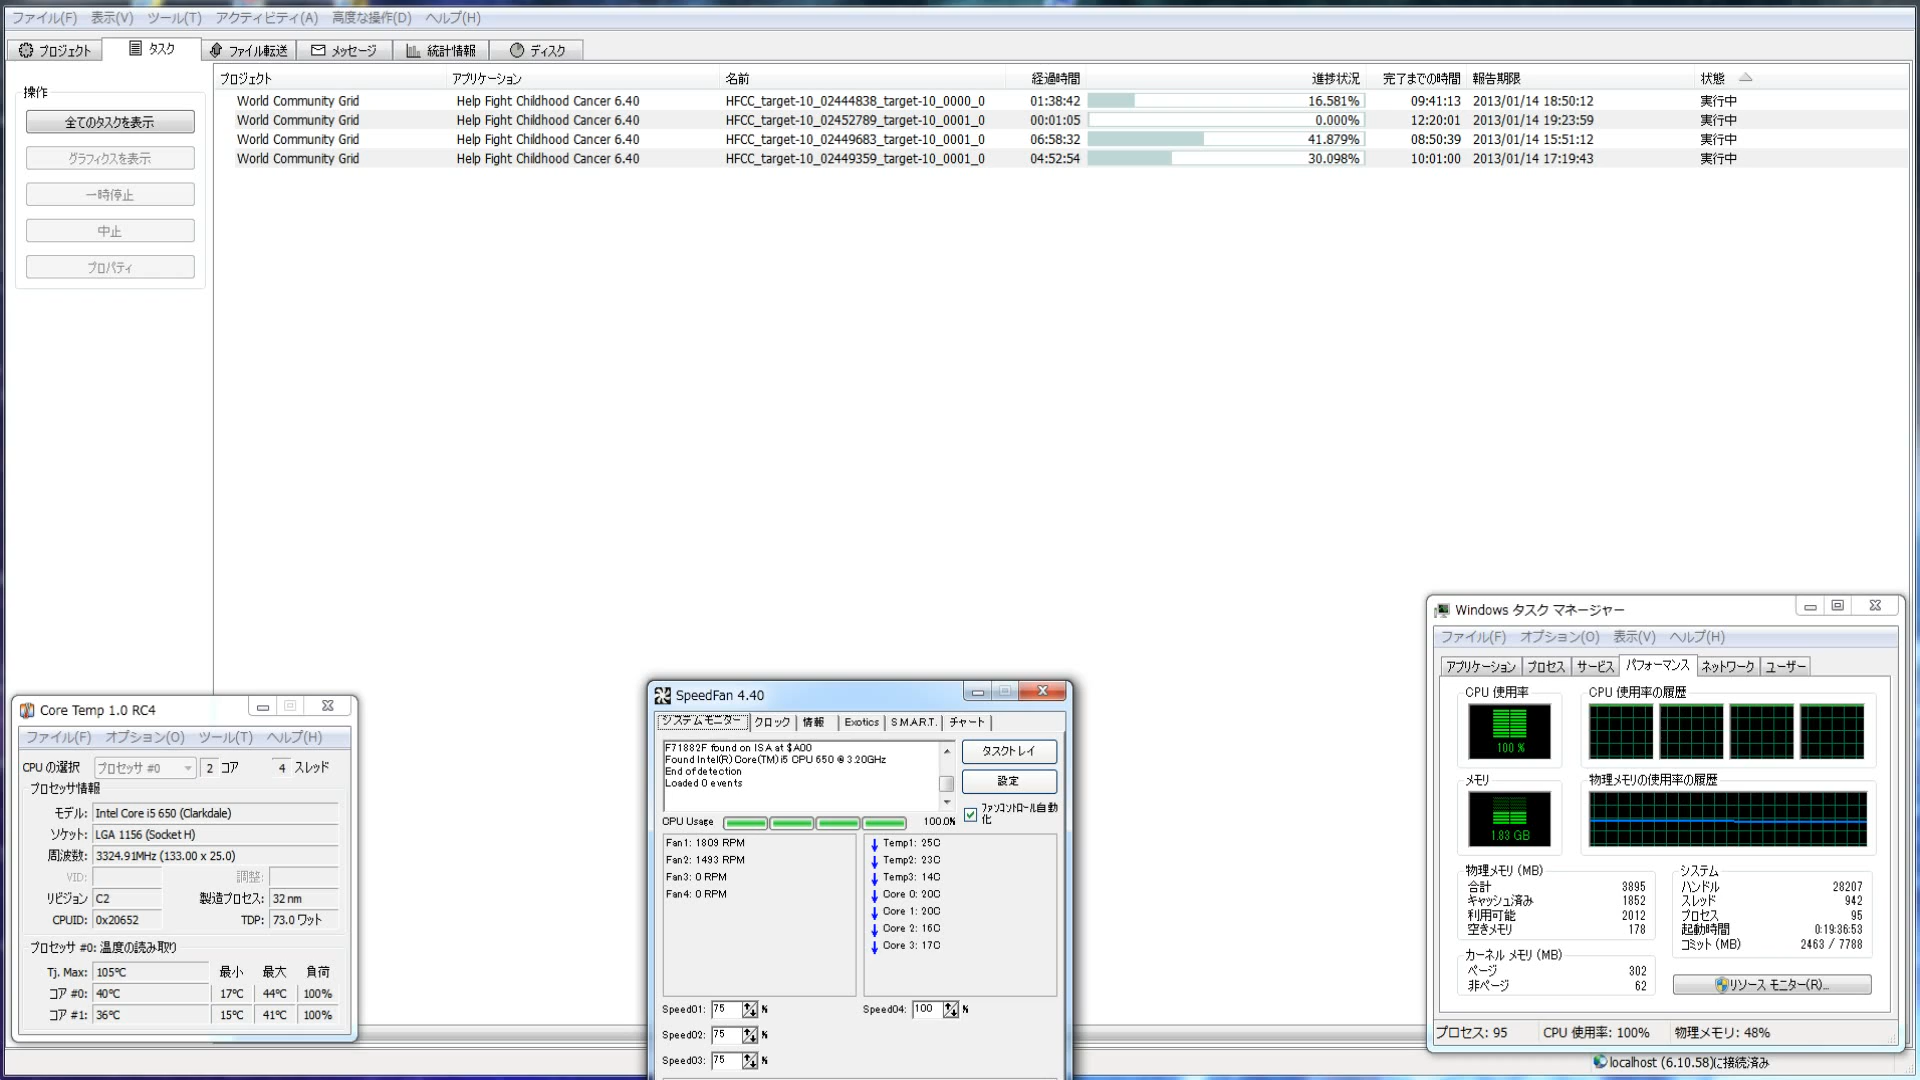 ファイル(F) 表示(V) ツール(T) アクティビティ(A) 高度な操作(D) ヘルプ(H)
プロジェクト タスク ファイル転送 メッセージ 統計情報 ディスク
操作
全てのタスクを表示
グラフィクスを表示
一時停止
中止
プロパティ
プロジェクト アプリケーション 名前 経過時間 進捗状況 完了までの時間 報告期限 状態
World Community Grid Help Fight Childhood Cancer 6.40 HFCC_target-10_02444838_target-10_0000_0 01:38:42 16.581% 09:41:13 2013/01/14 18:50:12 実行中
World Community Grid Help Fight Childhood Cancer 6.40 HFCC_target-10_02452789_target-10_0001_0 00:01:05 0.000% 12:20:01 2013/01/14 19:23:59 実行中
World Community Grid Help Fight Childhood Cancer 6.40 HFCC_target-10_02449683_target-10_0001_0 06:58:32 41.879% 08:50:39 2013/01/14 15:51:12 実行中
World Community Grid Help Fight Childhood Cancer 6.40 HFCC_target-10_02449359_target-10_0001_0 04:52:54 30.098% 10:01:00 2013/01/14 17:19:43 実行中
Core Temp 1.0 RC4
ファイル(F) オプション(O) ツール(T) ヘルプ(H)
CPU の選択 プロセッサ #0 2 コア 4 スレッド
プロセッサ情報
モデル: Intel Core i5 650 (Clarkdale)
ソケット: LGA 1156 (Socket H)
周波数: 3324.91MHz (133.00 x 25.0)
VID: 調整:
リビジョン C2 製造プロセス: 32 nm
CPUID: 0x20652 TDP: 73.0 ワット
プロセッサ #0: 温度の読み取り
Tj. Max: 105℃ 最小 最大 負荷
コア #0: 40℃ 17℃ 44℃ 100%
コア #1: 36℃ 15℃ 41℃ 100%
SpeedFan 4.40
システムモニター クロック 情報 Exotics S.M.A.R.T. チャート
F71882F found on ISA at $A00
Found Intel(R) Core(TM) i5 CPU 650 @ 3.20GHz
End of detection
Loaded 0 events
タスクトレイ
設定
ファンコントロール自動化
CPU Usage 100.0%
Fan1: 1809 RPM
Fan2: 1493 RPM
Fan3: 0 RPM
Fan4: 0 RPM
Temp1: 25C
Temp2: 23C
Temp3: 14C
Core 0: 20C
Core 1: 20C
Core 2: 16C
Core 3: 17C
Speed01: 75 % Speed04: 100 %
Speed02: 75 %
Speed03: 75 %
Windows タスク マネージャー
ファイル(F) オプション(O) 表示(V) ヘルプ(H)
アプリケーション プロセス サービス パフォーマンス ネットワーク ユーザー
CPU 使用率 CPU 使用率の履歴
100 %
メモリ 物理メモリの使用率の履歴
1.83 GB
物理メモリ (MB)
合計 3895
キャッシュ済み 1852
利用可能 2012
空きメモリ 178
カーネル メモリ (MB)
ページ 302
非ページ 62
システム
ハンドル 28207
スレッド 942
プロセス 95
起動時間 0:19:36:53
コミット (MB) 2463 / 7788
リソース モニター(R)...
プロセス: 95 CPU 使用率: 100% 物理メモリ: 48%
localhost (6.10.58)に接続済み